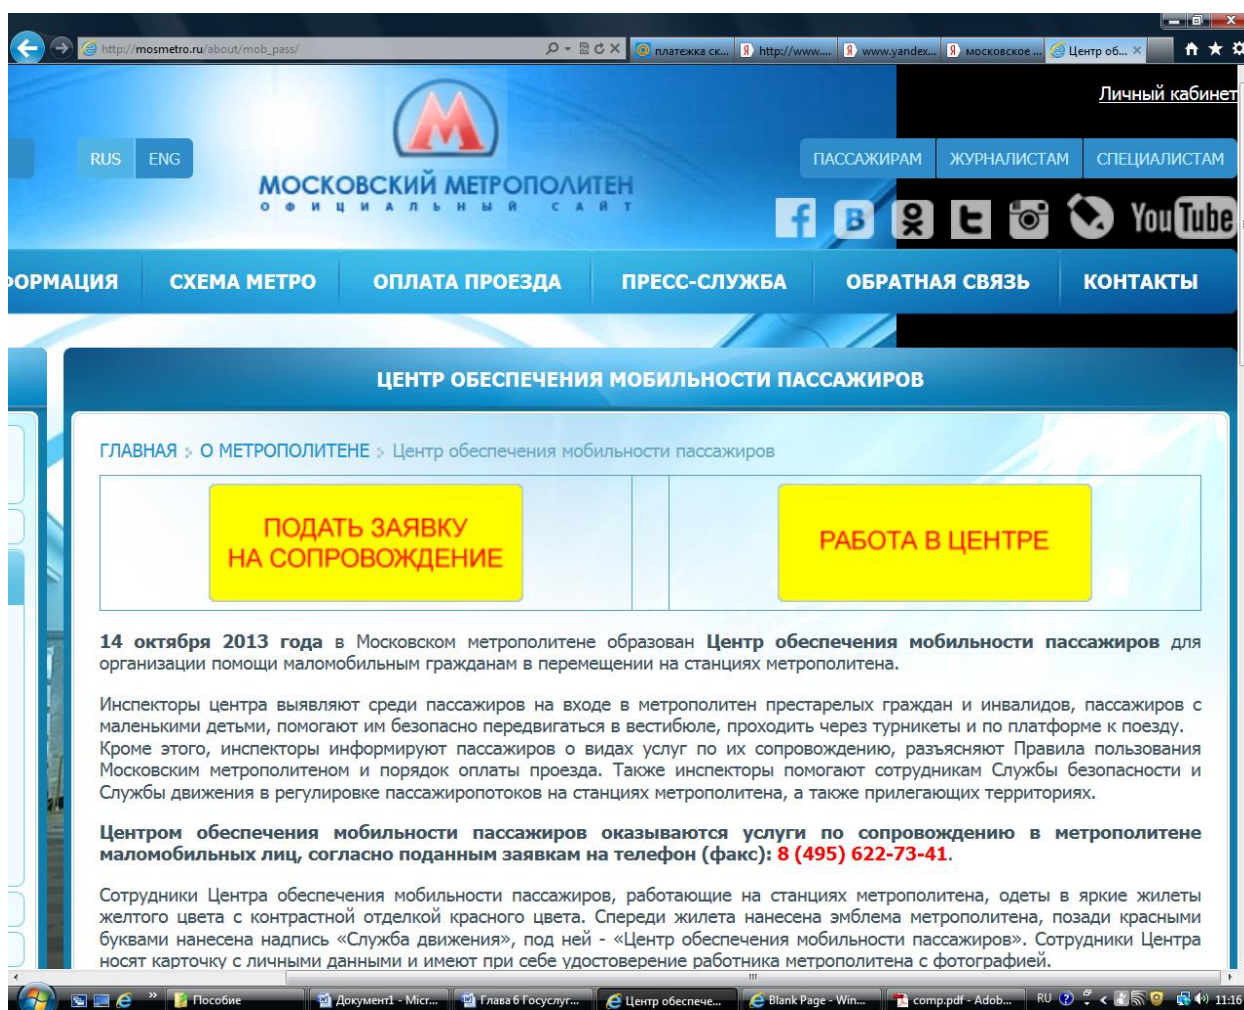 http://mosmetro.ru/about/mob_pass/
платежка ск...
http://www....
www.yandex...
московское ...
Центр об...
Личный кабинет
RUS ENG
ПАССАЖИРАМ ЖУРНАЛИСТАМ СПЕЦИАЛИСТАМ
МОСКОВСКИЙ МЕТРОПОЛИТЕН
ОФИЦИАЛЬНЫЙ САЙТ
You Tube
ФОРМАЦИЯ СХЕМА МЕТРО ОПЛАТА ПРОЕЗДА ПРЕСС-СЛУЖБА ОБРАТНАЯ СВЯЗЬ КОНТАКТЫ
ЦЕНТР ОБЕСПЕЧЕНИЯ МОБИЛЬНОСТИ ПАССАЖИРОВ
ГЛАВНАЯ О МЕТРОПОЛИТЕНЕ Центр обеспечения мобильности пассажиров
ПОДАТЬ ЗАЯВКУ
НА СОПРОВОЖДЕНИЕ
РАБОТА В ЦЕНТРЕ
14 октября 2013 года в Московском метрополитене образован Центр обеспечения мобильности пассажиров для
организации помощи маломобильным гражданам в перемещении на станциях метрополитена.
Инспекторы центра выявляют среди пассажиров на входе в метрополитен престарелых граждан и инвалидов, пассажиров с
маленькими детьми, помогают им безопасно передвигаться в вестибюле, проходить через турникеты и по платформе к поезду.
Кроме этого, инспекторы информируют пассажиров о видах услуг по их сопровождению, разъясняют Правила пользования
Московским метрополитеном и порядок оплаты проезда. Также инспекторы помогают сотрудникам Службы безопасности и
Службы движения в регулировке пассажиропотоков на станциях метрополитена, а также прилегающих территориях.
Центром обеспечения мобильности пассажиров оказываются услуги по сопровождению в метрополитене
маломобильных лиц, согласно поданным заявкам на телефон (факс): 8 (495) 622-73-41.
Сотрудники Центра обеспечения мобильности пассажиров, работающие на станциях метрополитена, одеты в яркие жилеты
желтого цвета с контрастной отделкой красного цвета. Спереди жилета нанесена эмблема метрополитена, позади красными
буквами нанесена надпись «Служба движения», под ней - «Центр обеспечения мобильности пассажиров». Сотрудники Центра
носят карточку с личными данными и имеют при себе удостоверение работника метрополитена с фотографией.
Пособие Документ1 - Micr... Глава 6 Госуслуг... Центр обеспече... Blank Page - Win... comp.pdf - Adob... RU 11:16